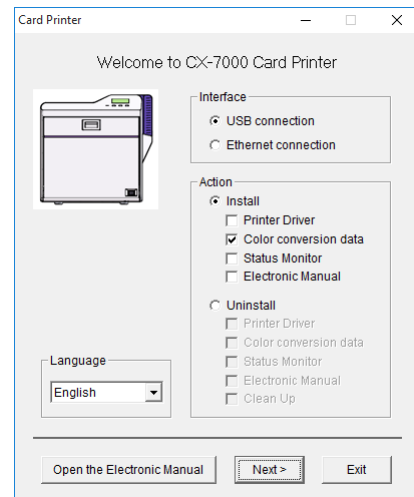 Card Printer
Welcome to CX-7000 Card Printer
Interface
USB connection
Ethernet connection
Action
Install
Printer Driver
Color conversion data
Status Monitor
Electronic Manual
Uninstall
Printer Driver
Color conversion data
Status Monitor
Electronic Manual
Clean Up
Language
English
Open the Electronic Manual
Next >
Exit